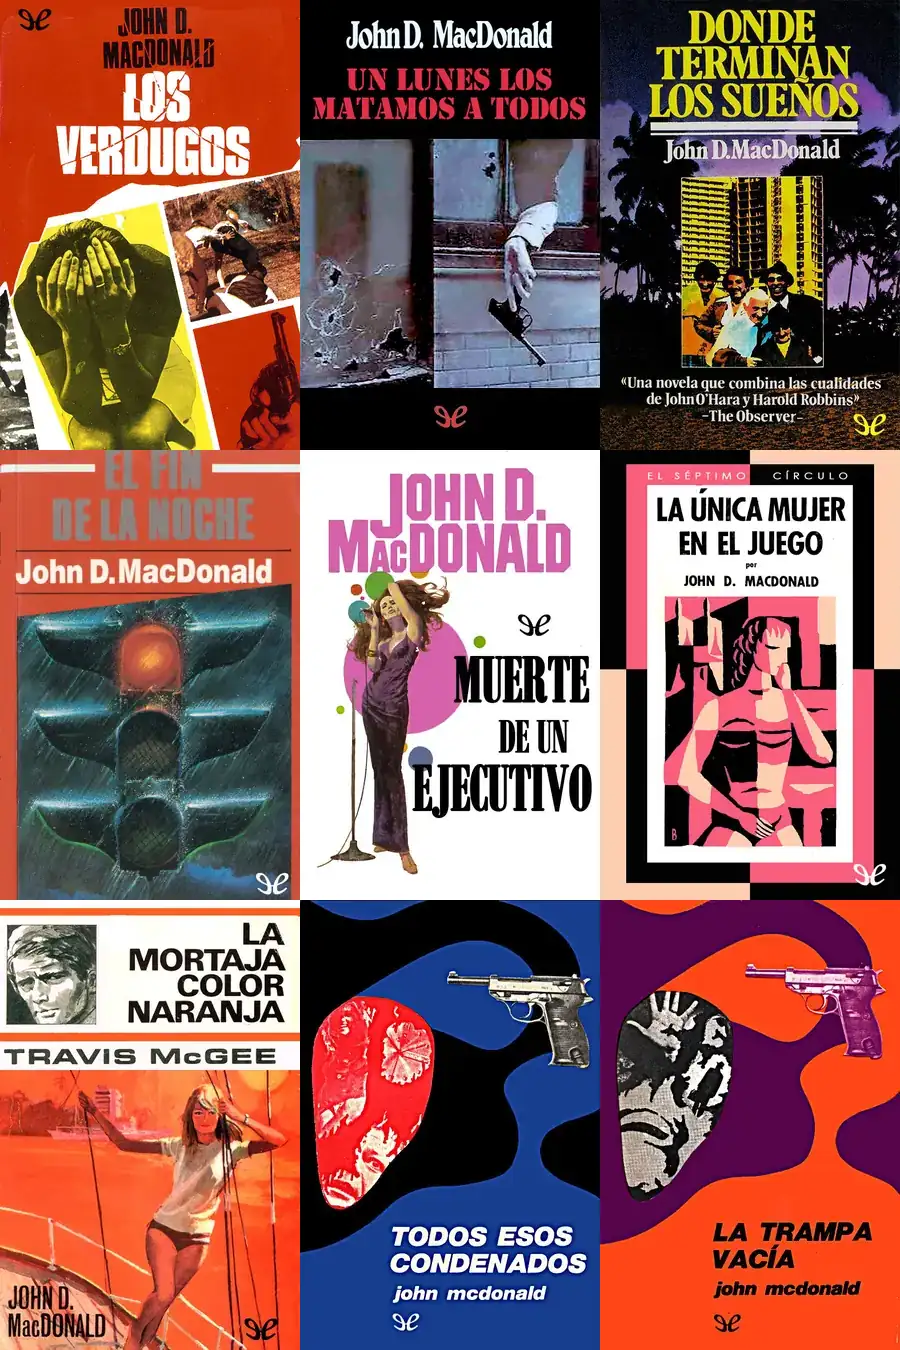 JOHN D.
MACDONALD
LOS
VERDUGOS
John D. MacDonald
UN LUNES LOS
MATAMOS A TODOS
DONDE
TERMINAN
LOS SUEÑOS
John D. MacDonald
«Una novela que combina las cualidades
de John O'Hara y Harold Robbins»
-The Observer-
EL FIN
DE LA NOCHE
John D. MacDonald
JOHN D.
MACDONALD
MUERTE
DE UN
EJECUTIVO
EL SÉPTIMO CÍRCULO
LA ÚNICA MUJER
EN EL JUEGO
por
JOHN D. MACDONALD
B
LA
MORTAJA
COLOR
NARANJA
TRAVIS McGEE
JOHN D.
MacDONALD
TODOS ESOS
CONDENADOS
john mcdonald
LA TRAMPA
VACÍA
john mcdonald